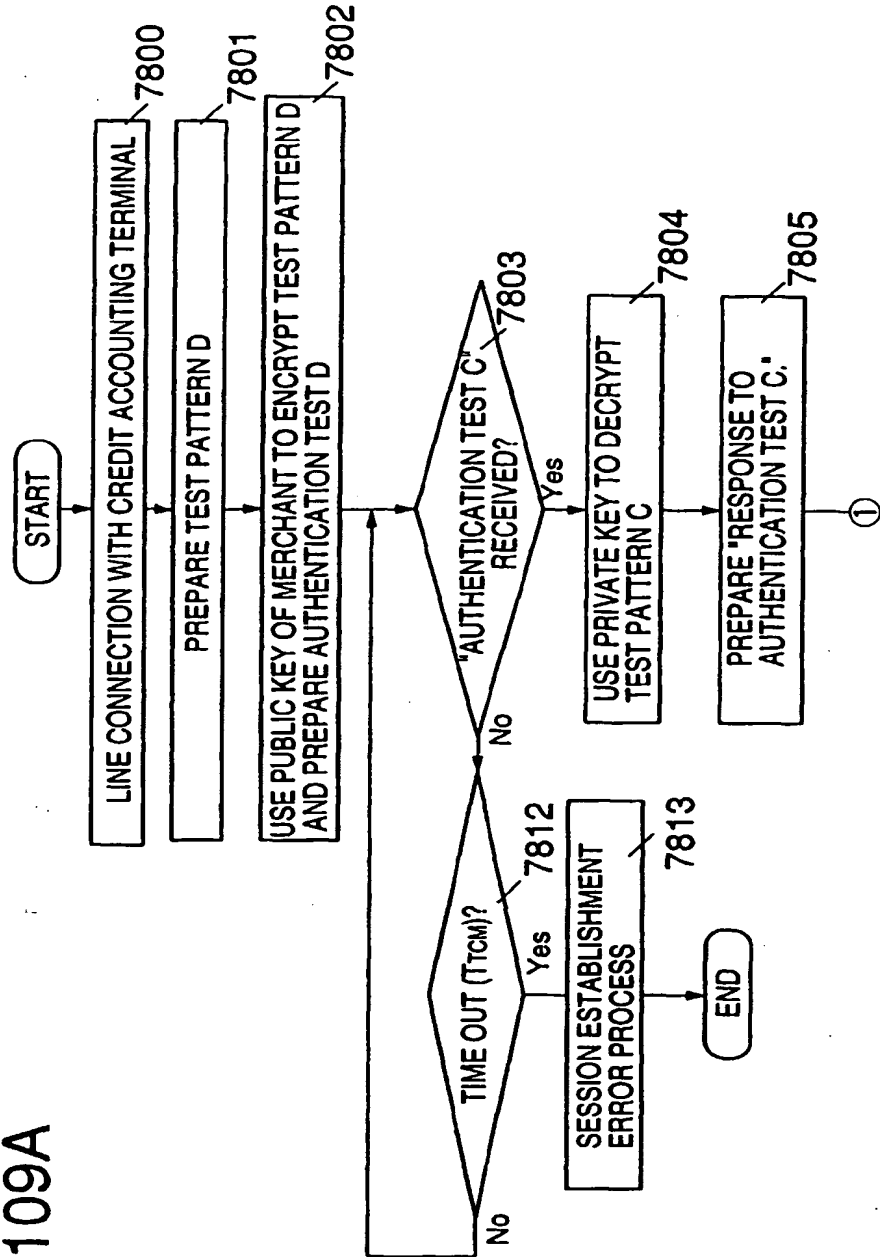 109A
START
LINE CONNECTION WITH CREDIT ACCOUNTING TERMINAL
7800
PREPARE TEST PATTERN D
7801
USE PUBLIC KEY OF MERCHANT TO ENCRYPT TEST PATTERN D
AND PREPARE AUTHENTICATION TEST D
7802
"AUTHENTICATION TEST C"
RECEIVED?
7803
No
Yes
TIME OUT (TTCM)?
7812
No
Yes
USE PRIVATE KEY TO DECRYPT
TEST PATTERN C
7804
SESSION ESTABLISHMENT
ERROR PROCESS
7813
PREPARE "RESPONSE TO
AUTHENTICATION TEST C."
7805
END
1